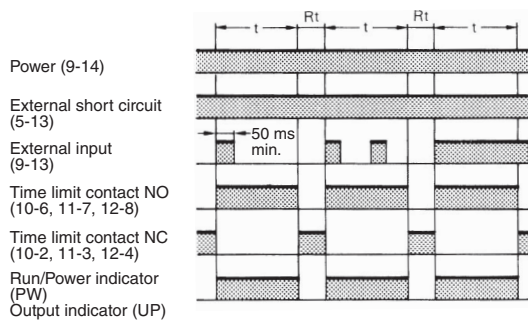 t Rt t Rt t
Power (9-14)
External short circuit
(5-13)
External input
(9-13)
50 ms
min.
Time limit contact NO
(10-6, 11-7, 12-8)
Time limit contact NC
(10-2, 11-3, 12-4)
Run/Power indicator
(PW)
Output indicator (UP)